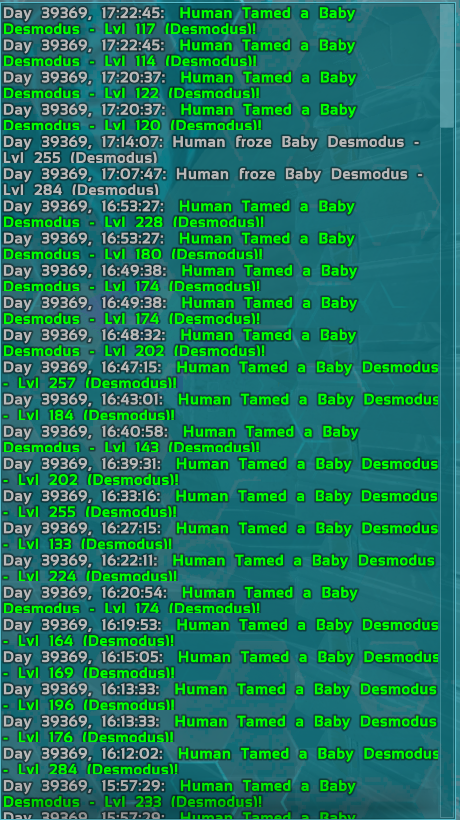 Day 39369, 17:22:45: Human Tamed a Baby
Desmodus - Lvl 117 (Desmodus)!
Day 39369, 17:22:45: Human Tamed a Baby
Desmodus - Lvl 114 (Desmodus)!
Day 39369, 17:20:37: Human Tamed a Baby
Desmodus - Lvl 122 (Desmodus)!
Day 39369, 17:20:37: Human Tamed a Baby
Desmodus - Lvl 120 (Desmodus)!
Day 39369, 17:14:07: Human froze Baby Desmodus -
Lvl 255 (Desmodus)
Day 39369, 17:07:47: Human froze Baby Desmodus -
Lvl 284 (Desmodus)
Day 39369, 16:53:27: Human Tamed a Baby
Desmodus - Lvl 228 (Desmodus)!
Day 39369, 16:53:27: Human Tamed a Baby
Desmodus - Lvl 180 (Desmodus)!
Day 39369, 16:49:38: Human Tamed a Baby
Desmodus - Lvl 174 (Desmodus)!
Day 39369, 16:49:38: Human Tamed a Baby
Desmodus - Lvl 174 (Desmodus)!
Day 39369, 16:48:32: Human Tamed a Baby
Desmodus - Lvl 202 (Desmodus)!
Day 39369, 16:47:15: Human Tamed a Baby Desmodus
- Lvl 257 (Desmodus)!
Day 39369, 16:43:01: Human Tamed a Baby Desmodus
- Lvl 184 (Desmodus)!
Day 39369, 16:40:58: Human Tamed a Baby
Desmodus - Lvl 143 (Desmodus)!
Day 39369, 16:39:31: Human Tamed a Baby Desmodus
- Lvl 202 (Desmodus)!
Day 39369, 16:33:16: Human Tamed a Baby Desmodus
- Lvl 255 (Desmodus)!
Day 39369, 16:27:15: Human Tamed a Baby Desmodus
- Lvl 133 (Desmodus)!
Day 39369, 16:22:11: Human Tamed a Baby Desmodus
- Lvl 224 (Desmodus)!
Day 39369, 16:20:54: Human Tamed a Baby
Desmodus - Lvl 174 (Desmodus)!
Day 39369, 16:19:53: Human Tamed a Baby Desmodus
- Lvl 164 (Desmodus)!
Day 39369, 16:15:05: Human Tamed a Baby Desmodus
- Lvl 169 (Desmodus)!
Day 39369, 16:13:33: Human Tamed a Baby Desmodus
- Lvl 196 (Desmodus)!
Day 39369, 16:13:33: Human Tamed a Baby Desmodus
- Lvl 176 (Desmodus)!
Day 39369, 16:12:02: Human Tamed a Baby Desmodus
- Lvl 284 (Desmodus)!
Day 39369, 15:57:29: Human Tamed a Baby
Desmodus - Lvl 233 (Desmodus)!
Day 39369, 15:57:29: Human Tamed a Baby